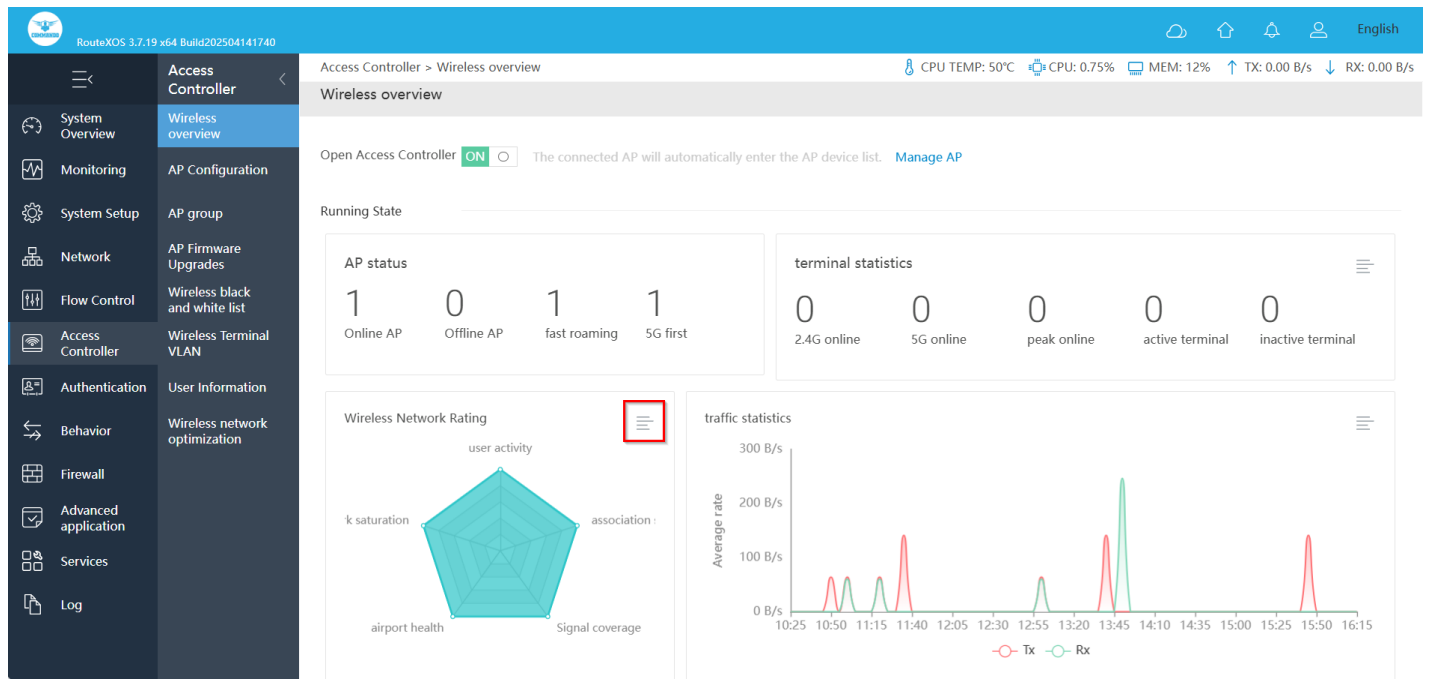 COMMANDO
RouteXOS 3.7.19 x64 Build202504141740
English
Access Controller
Access Controller > Wireless overview
CPU TEMP: 50℃
CPU: 0.75%
MEM: 12%
TX: 0.00 B/s
RX: 0.00 B/s
Wireless overview
System Overview
Monitoring
System Setup
Network
Flow Control
Access Controller
Authentication
Behavior
Firewall
Advanced application
Services
Log
Wireless overview
AP Configuration
AP group
AP Firmware Upgrades
Wireless black and white list
Wireless Terminal VLAN
User Information
Wireless network optimization
Open Access Controller ON The connected AP will automatically enter the AP device list. Manage AP
Running State
AP status
1 0 1 1
Online AP Offline AP fast roaming 5G first
terminal statistics
0 0 0 0 0
2.4G online 5G online peak online active terminal inactive terminal
Wireless Network Rating
user activity
'k saturation
association :
airport health
Signal coverage
traffic statistics
Average rate
300 B/s
200 B/s
100 B/s
0 B/s
10:25 10:50 11:15 11:40 12:05 12:30 12:55 13:20 13:45 14:10 14:35 15:00 15:25 15:50 16:15
Tx Rx